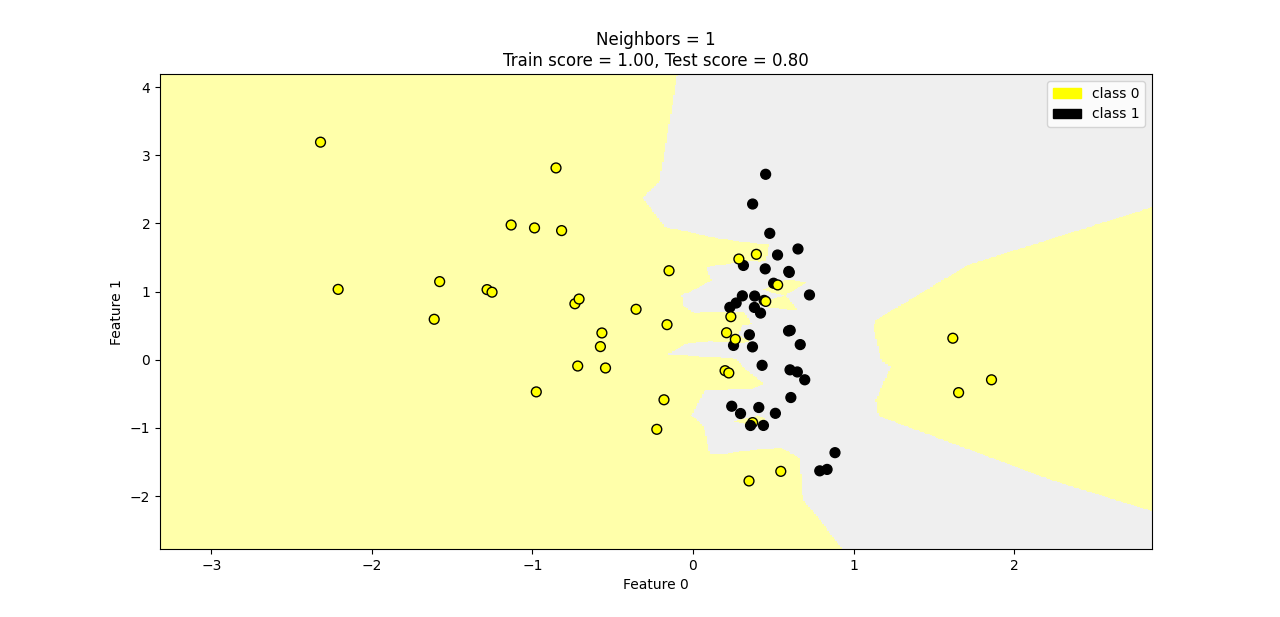 Neighbors = 1
Train score = 1.00, Test score = 0.80
class 0
class 1
4
3
2
1
0
−1
−2
Feature 1
−3
−2
−1
0
1
2
Feature 0